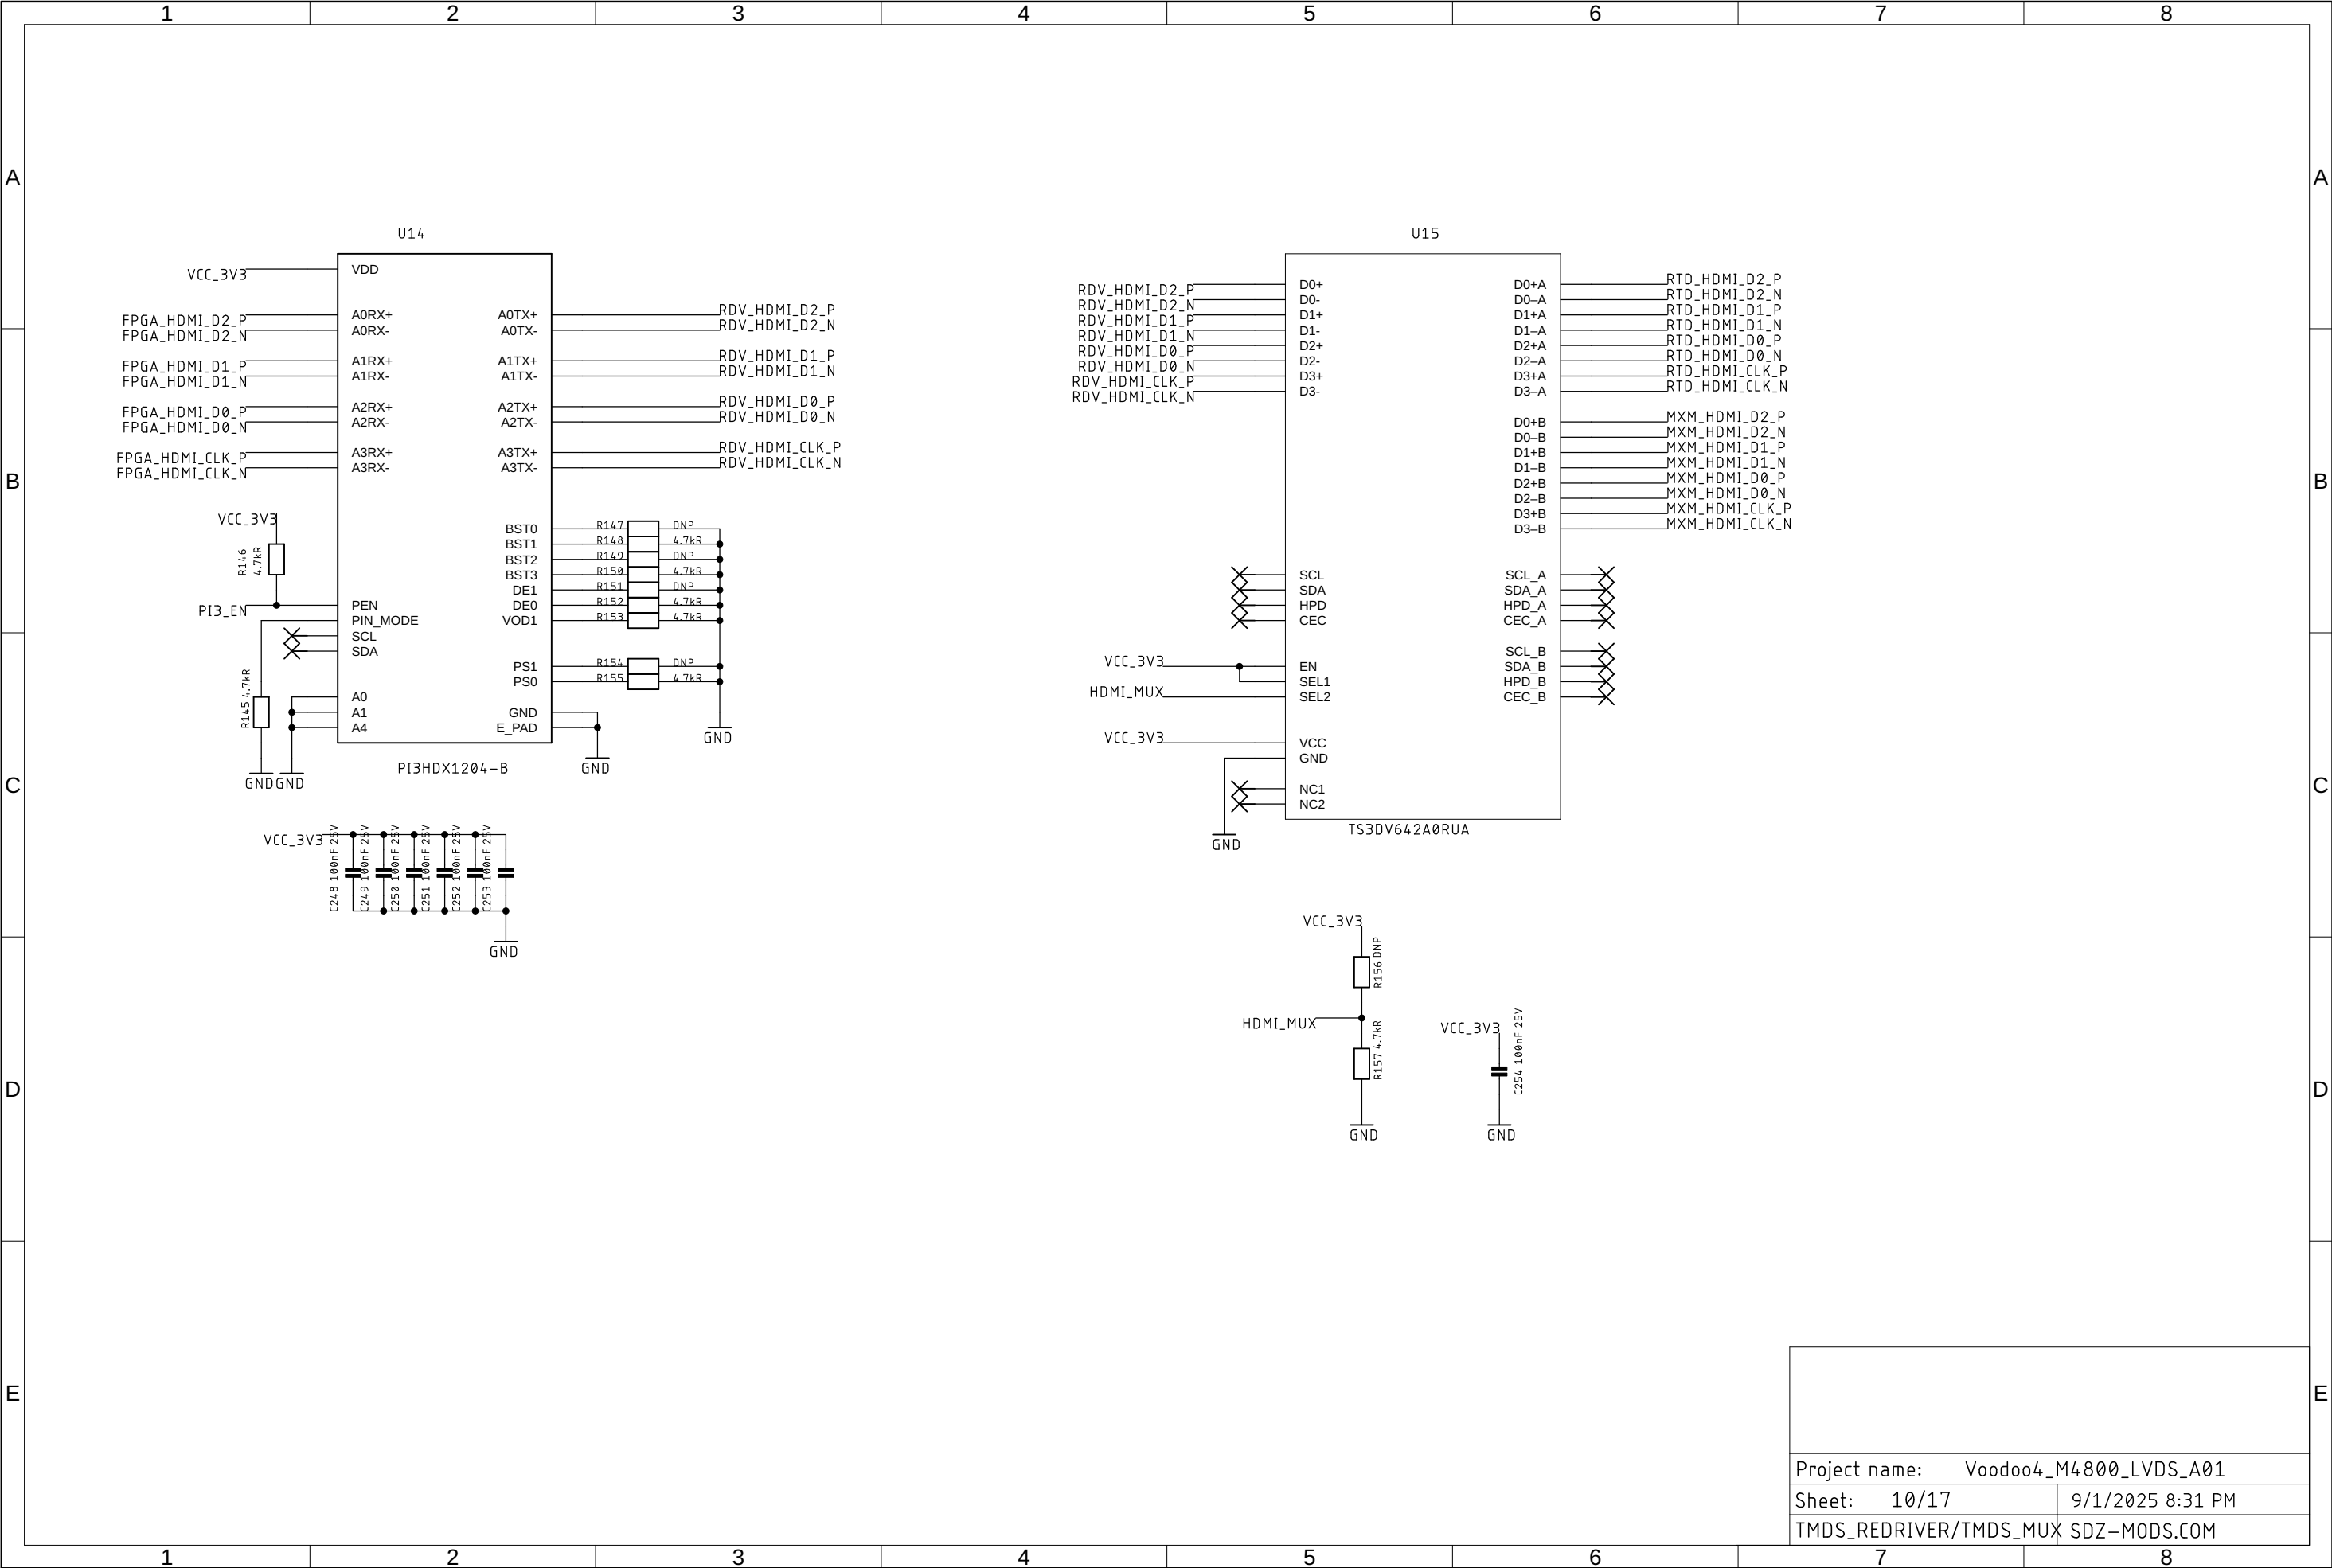 1 2 3 4 5 6 7 8
A A
B B
C C
D D
E E
U14
VCC_3V3
VDD
FPGA_HDMI_D2_P A0RX+ A0TX+ RDV_HDMI_D2_P
FPGA_HDMI_D2_N A0RX- A0TX- RDV_HDMI_D2_N
FPGA_HDMI_D1_P A1RX+ A1TX+ RDV_HDMI_D1_P
FPGA_HDMI_D1_N A1RX- A1TX- RDV_HDMI_D1_N
FPGA_HDMI_D0_P A2RX+ A2TX+ RDV_HDMI_D0_P
FPGA_HDMI_D0_N A2RX- A2TX- RDV_HDMI_D0_N
FPGA_HDMI_CLK_P A3RX+ A3TX+ RDV_HDMI_CLK_P
FPGA_HDMI_CLK_N A3RX- A3TX- RDV_HDMI_CLK_N
VCC_3V3
R146
4.7kR
BST0 R147 DNP
BST1 R148 4.7kR
BST2 R149 DNP
BST3 R150 4.7kR
DE1 R151 DNP
PI3_EN PEN DE0 R152 4.7kR
PIN_MODE VOD1 R153 4.7kR
SCL
SDA
PS1 R154 DNP
PS0 R155 4.7kR
R145 4.7kR
A0
A1 GND
A4 E_PAD
GND
GND
GND GND
PI3HDX1204-B
VCC_3V3
C248 100nF 25V
C249 100nF 25V
C250 100nF 25V
C251 100nF 25V
C252 100nF 25V
C253 100nF 25V
GND
U15
RDV_HDMI_D2_P D0+ D0+A RTD_HDMI_D2_P
RDV_HDMI_D2_N D0- D0–A RTD_HDMI_D2_N
RDV_HDMI_D1_P D1+ D1+A RTD_HDMI_D1_P
RDV_HDMI_D1_N D1- D1–A RTD_HDMI_D1_N
RDV_HDMI_D0_P D2+ D2+A RTD_HDMI_D0_P
RDV_HDMI_D0_N D2- D2–A RTD_HDMI_D0_N
RDV_HDMI_CLK_P D3+ D3+A RTD_HDMI_CLK_P
RDV_HDMI_CLK_N D3- D3–A RTD_HDMI_CLK_N
D0+B MXM_HDMI_D2_P
D0–B MXM_HDMI_D2_N
D1+B MXM_HDMI_D1_P
D1–B MXM_HDMI_D1_N
D2+B MXM_HDMI_D0_P
D2–B MXM_HDMI_D0_N
D3+B MXM_HDMI_CLK_P
D3–B MXM_HDMI_CLK_N
SCL SCL_A
SDA SDA_A
HPD HPD_A
CEC CEC_A
SCL_B
VCC_3V3 EN SDA_B
SEL1 HPD_B
HDMI_MUX SEL2 CEC_B
VCC_3V3 VCC
GND
NC1
NC2
GND
TS3DV642A0RUA
VCC_3V3
R156 DNP
HDMI_MUX
R157 4.7kR
GND
VCC_3V3
C254 100nF 25V
GND
Project name: Voodoo4_M4800_LVDS_A01
Sheet: 10/17 9/1/2025 8:31 PM
TMDS_REDRIVER/TMDS_MUX SDZ-MODS.COM
1 2 3 4 5 6 7 8